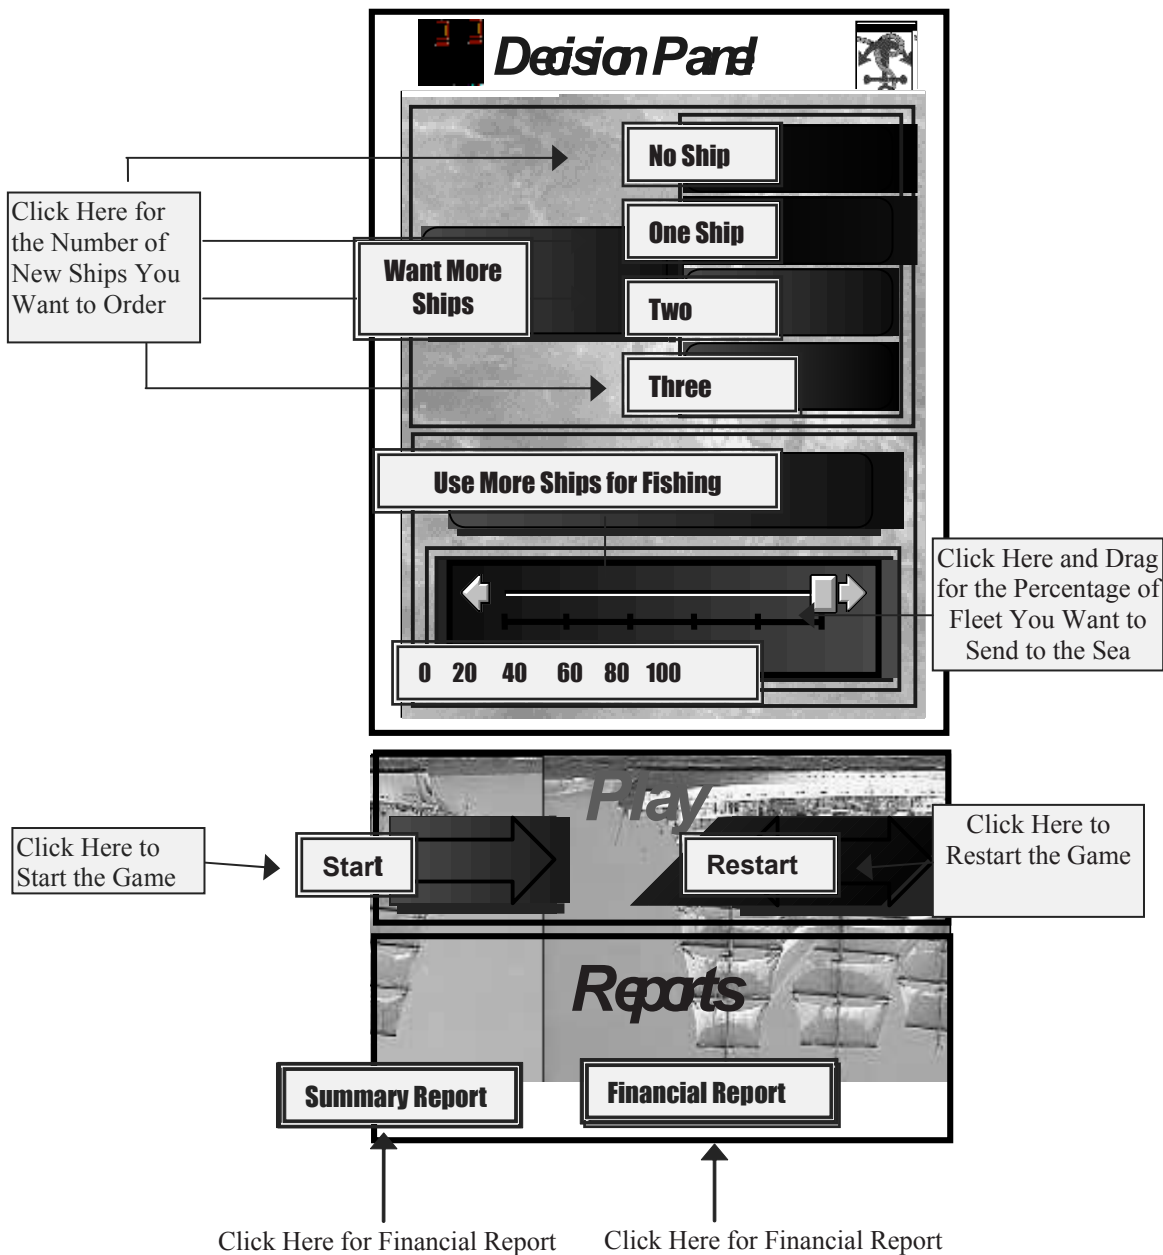 Decision Panel
No Ship
Click Here for
the Number of
New Ships You
Want to Order
One Ship
Want More
Ships
Two
Three
Use More Ships for Fishing
Click Here and Drag
for the Percentage of
Fleet You Want to
Send to the Sea
0 20 40 60 80 100
Play
Click Here to
Start the Game
Start
Restart
Click Here to
Restart the Game
Reports
Summary Report
Financial Report
Click Here for Financial Report
Click Here for Financial Report